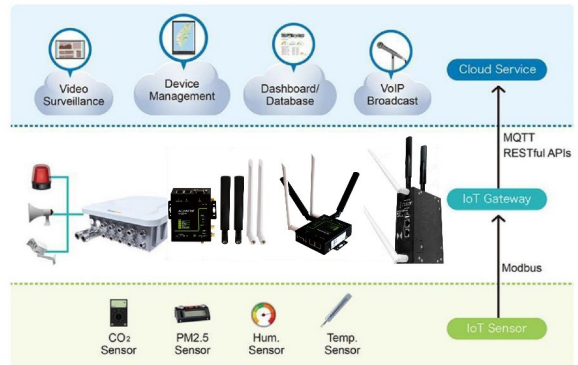 Video
Surveillance
Device
Management
Dashboard/
Database
VoIP
Broadcast
Cloud Service
MQTT
RESTful APIs
IoT Gateway
Modbus
CO2
Sensor
PM2.5
Sensor
Hum.
Sensor
Temp.
Sensor
IoT Sensor